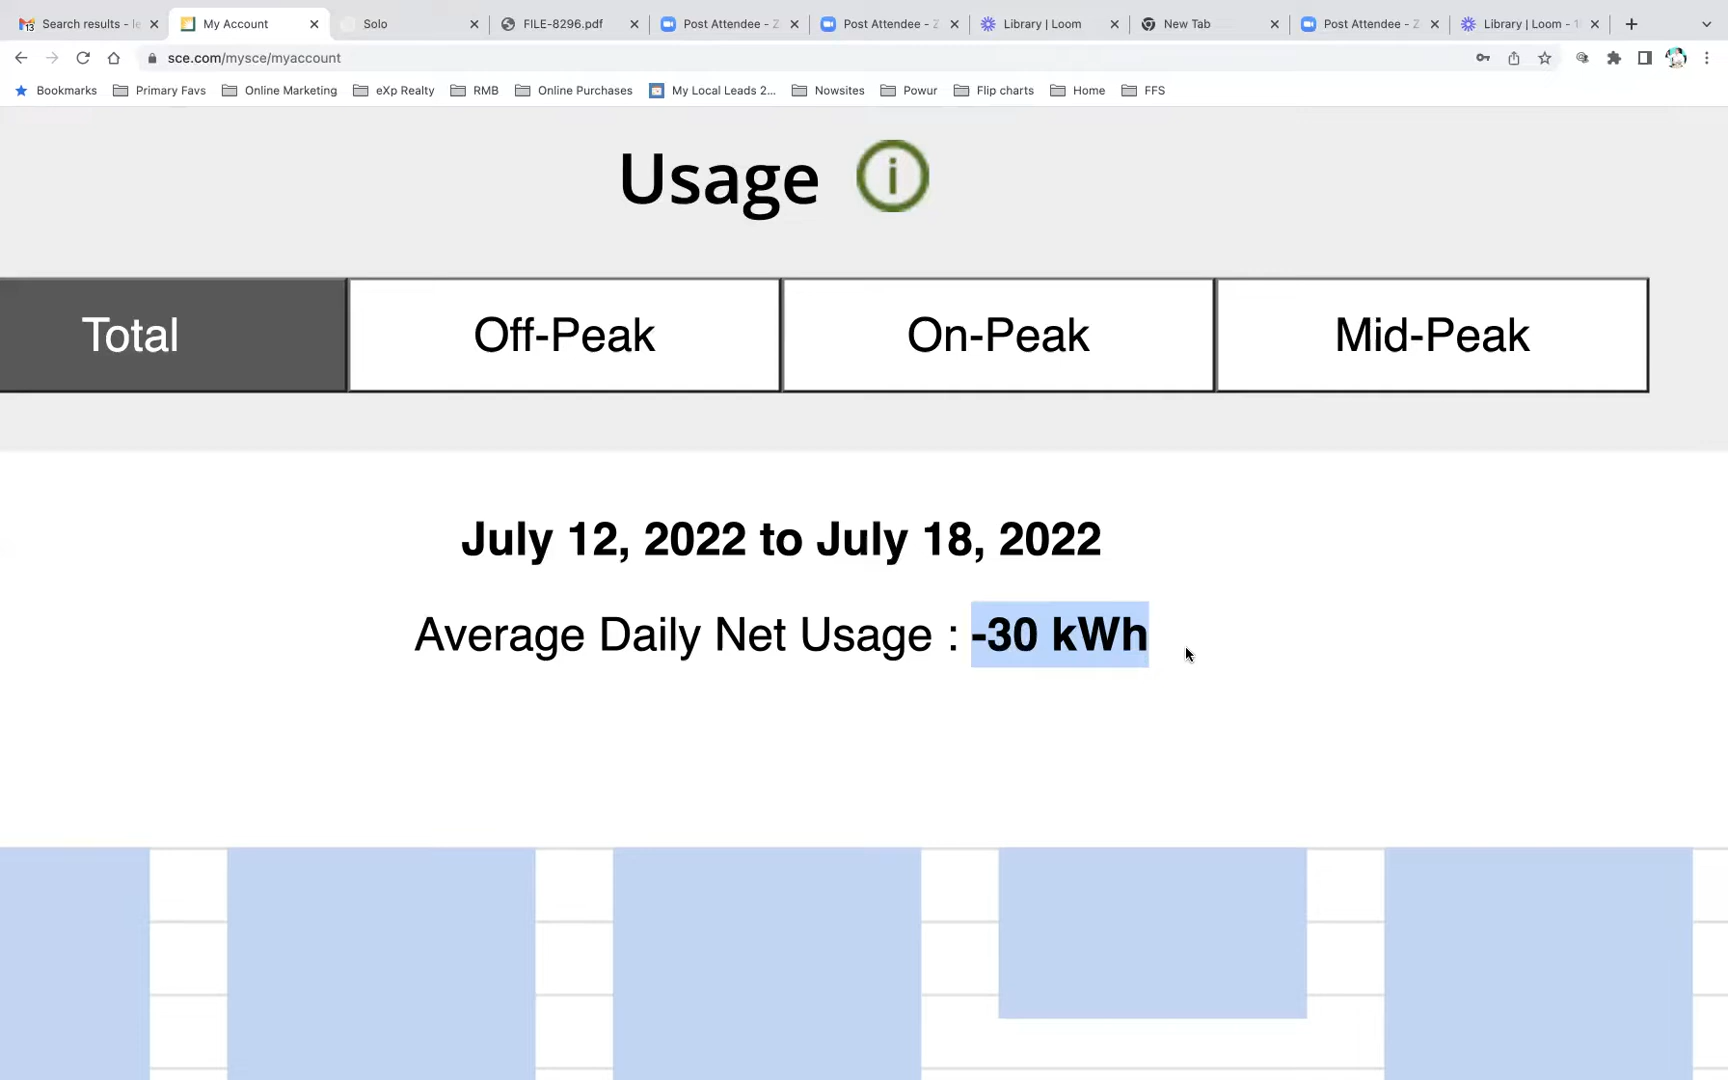 Search results - le
My Account
Solo
FILE-8296.pdf
Post Attendee - Z
Post Attendee - Z
Library | Loom
New Tab
Post Attendee - Z
Library | Loom - 1
sce.com/mysce/myaccount
Bookmarks
Primary Favs
Online Marketing
eXp Realty
RMB
Online Purchases
My Local Leads 2...
Nowsites
Powur
Flip charts
Home
FFS
Usage i
Total
Off-Peak
On-Peak
Mid-Peak
July 12, 2022 to July 18, 2022
Average Daily Net Usage : -30 kWh